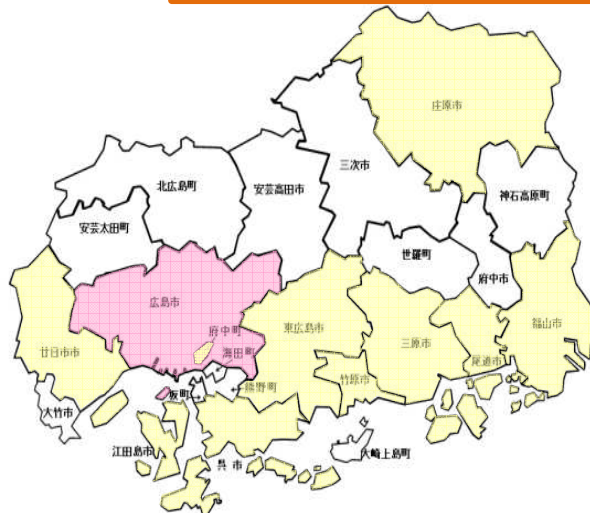 庄原市
三次市
北広島町
安芸高田市
神石高原町
安芸太田町
世羅町
府中市
広島市
府中町
東広島市
福山市
海田町
三原市
廿日市市
尾道市
竹原市
熊野町
坂町
大竹市
江田島市
呉市
大崎上島町